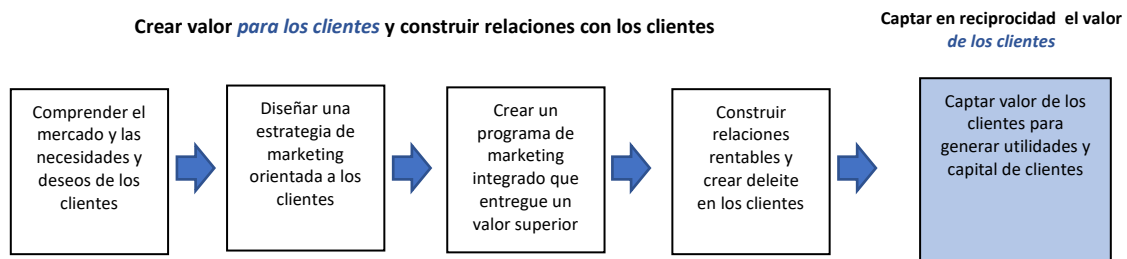 Crear valor para los clientes y construir relaciones con los clientes
Captar en reciprocidad el valor
de los clientes
Comprender el
mercado y las
necesidades y
deseos de los
clientes
Diseñar una
estrategia de
marketing
orientada a los
clientes
Crear un
programa de
marketing
integrado que
entregue un
valor superior
Construir
relaciones
rentables y
crear deleite
en los clientes
Captar valor de los
clientes para
generar utilidades y
capital de clientes